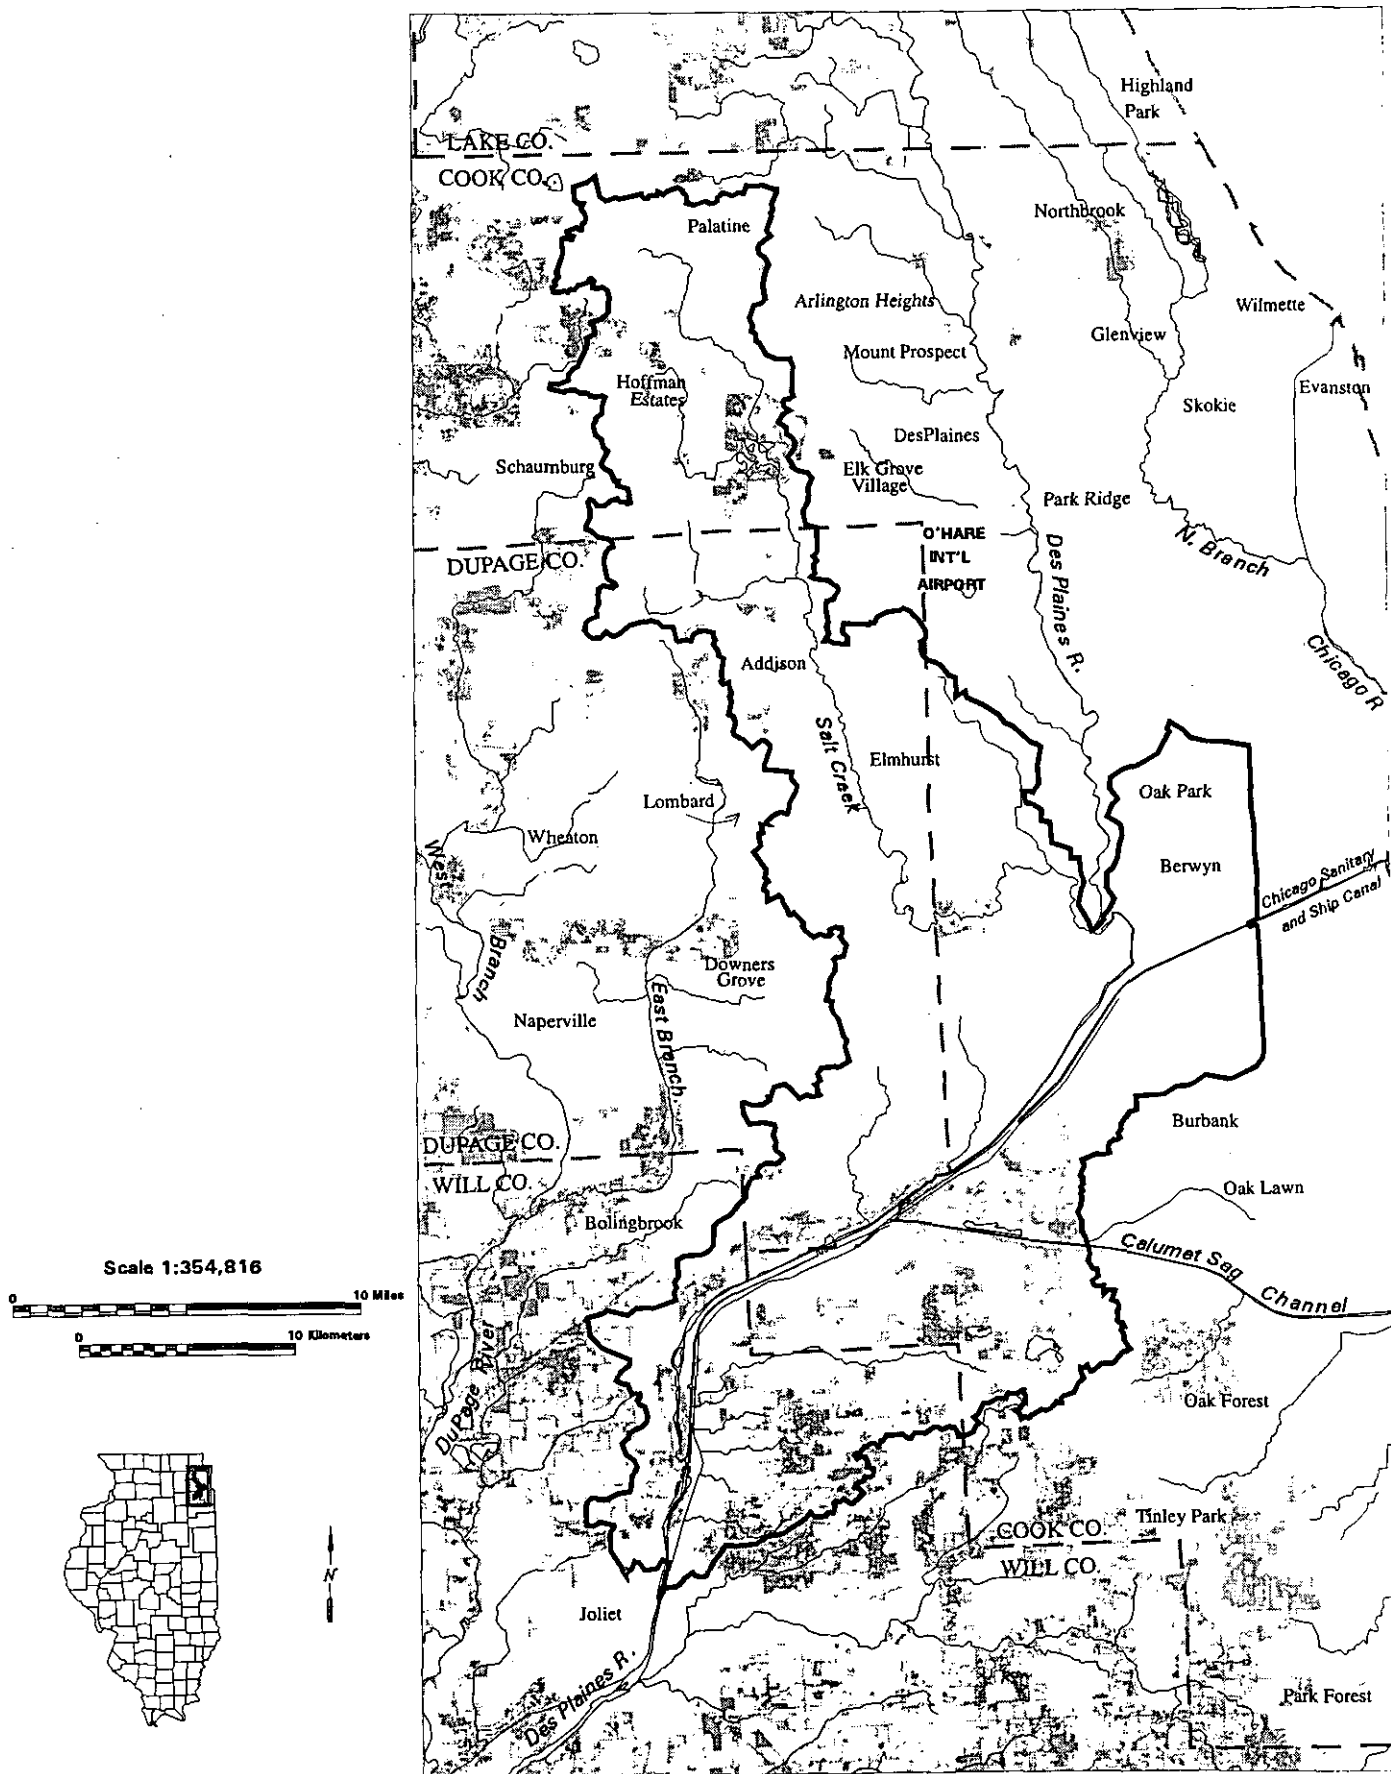 Highland
Park
LAKE CO.
COOK CO.
Palatine
Northbrook
Arlington Heights
Wilmette
Glenview
Mount Prospect
Hoffman
Estates
Evanston
Skokie
DesPlaines
Schaumburg
Elk Grove
Village
Park Ridge
O'HARE
INT'L
AIRPORT
N. Branch
DUPAGE CO.
Des Plaines R.
Chicago R
Addison
Salt Creek
Elmhurst
Oak Park
Lombard
Wheaton
Berwyn
West
Branch
Chicago Sanitary
and Ship Canal
Downers
Grove
East Branch.
Naperville
Burbank
DUPAGE CO.
WILL CO.
Oak Lawn
Bolingbrook
Calumet Sag
Channel
Scale 1:354,816
0
10 Miles
0
10 Kilometers
DuPage River
Oak Forest
N
COOK CO.
Tinley Park
WILL CO.
Joliet
Des Plaines R.
Park Forest